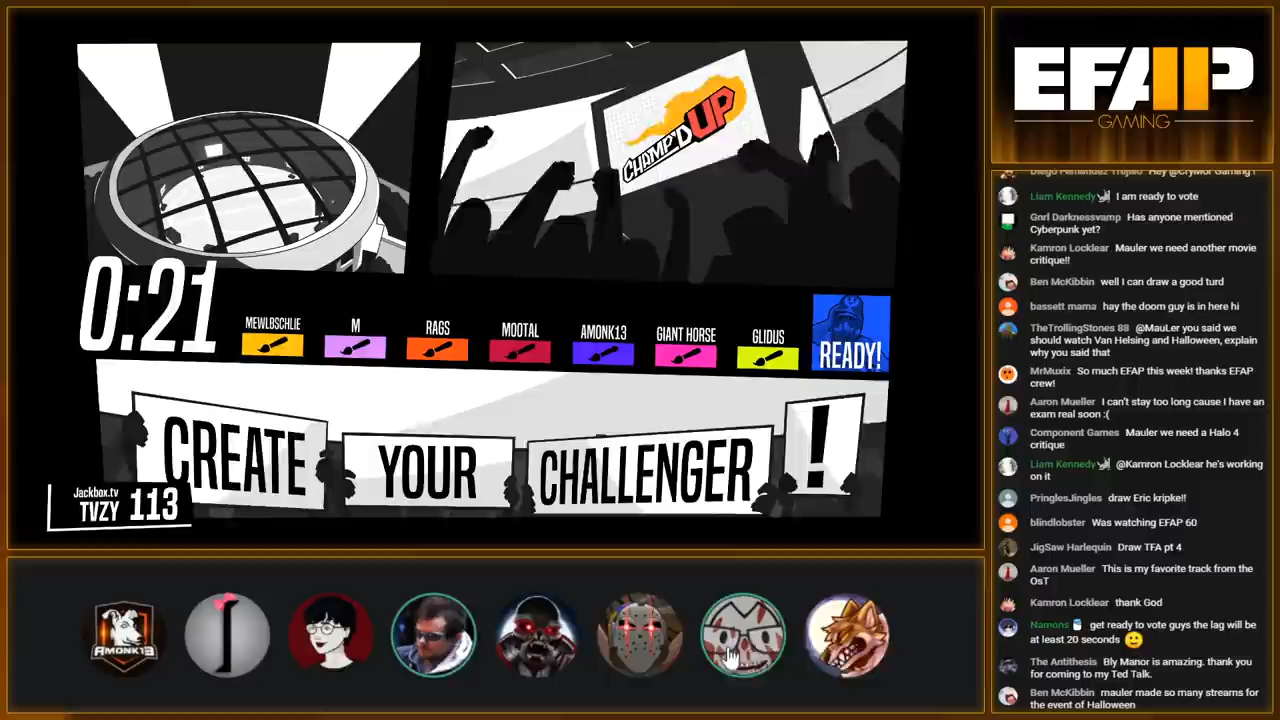 CHAMP'D UP
0:21
MEWLBSCHLIE
M
RAGS
MOOTAL
AMONK13
GIANT HORSE
GLIDUS
READY!
CREATE
YOUR
CHALLENGER
!
Jackbox.tv
TVZY 113
AMONK13
EFAP
GAMING
Diego Fernández Trujillo Hey @CryMor Gaming !
Liam Kennedy I am ready to vote
Gnrl Darknessvamp Has anyone mentioned
Cyberpunk yet?
Kamron Locklear Mauler we need another movie
critique!!
Ben McKibbin well I can draw a good turd
bassett mama hay the doom guy is in here hi
TheTrollingStones 88 @MauLer you said we
should watch Van Helsing and Halloween, explain
why you said that
MrMuxix So much EFAP this week! thanks EFAP
crew!
Aaron Mueller I can't stay too long cause I have an
exam real soon :(
Component Games Mauler we need a Halo 4
critique
Liam Kennedy @Kamron Locklear he's working
on it
PringlesJingles draw Eric kripke!!
blindlobster Was watching EFAP 60
JigSaw Harlequin Draw TFA pt 4
Aaron Mueller This is my favorite track from the
OsT
Kamron Locklear thank God
Namons get ready to vote guys the lag will be
at least 20 seconds 🙂
The Antithesis Bly Manor is amazing. thank you
for coming to my Ted Talk.
Ben McKibbin mauler made so many streams for
the event of Halloween